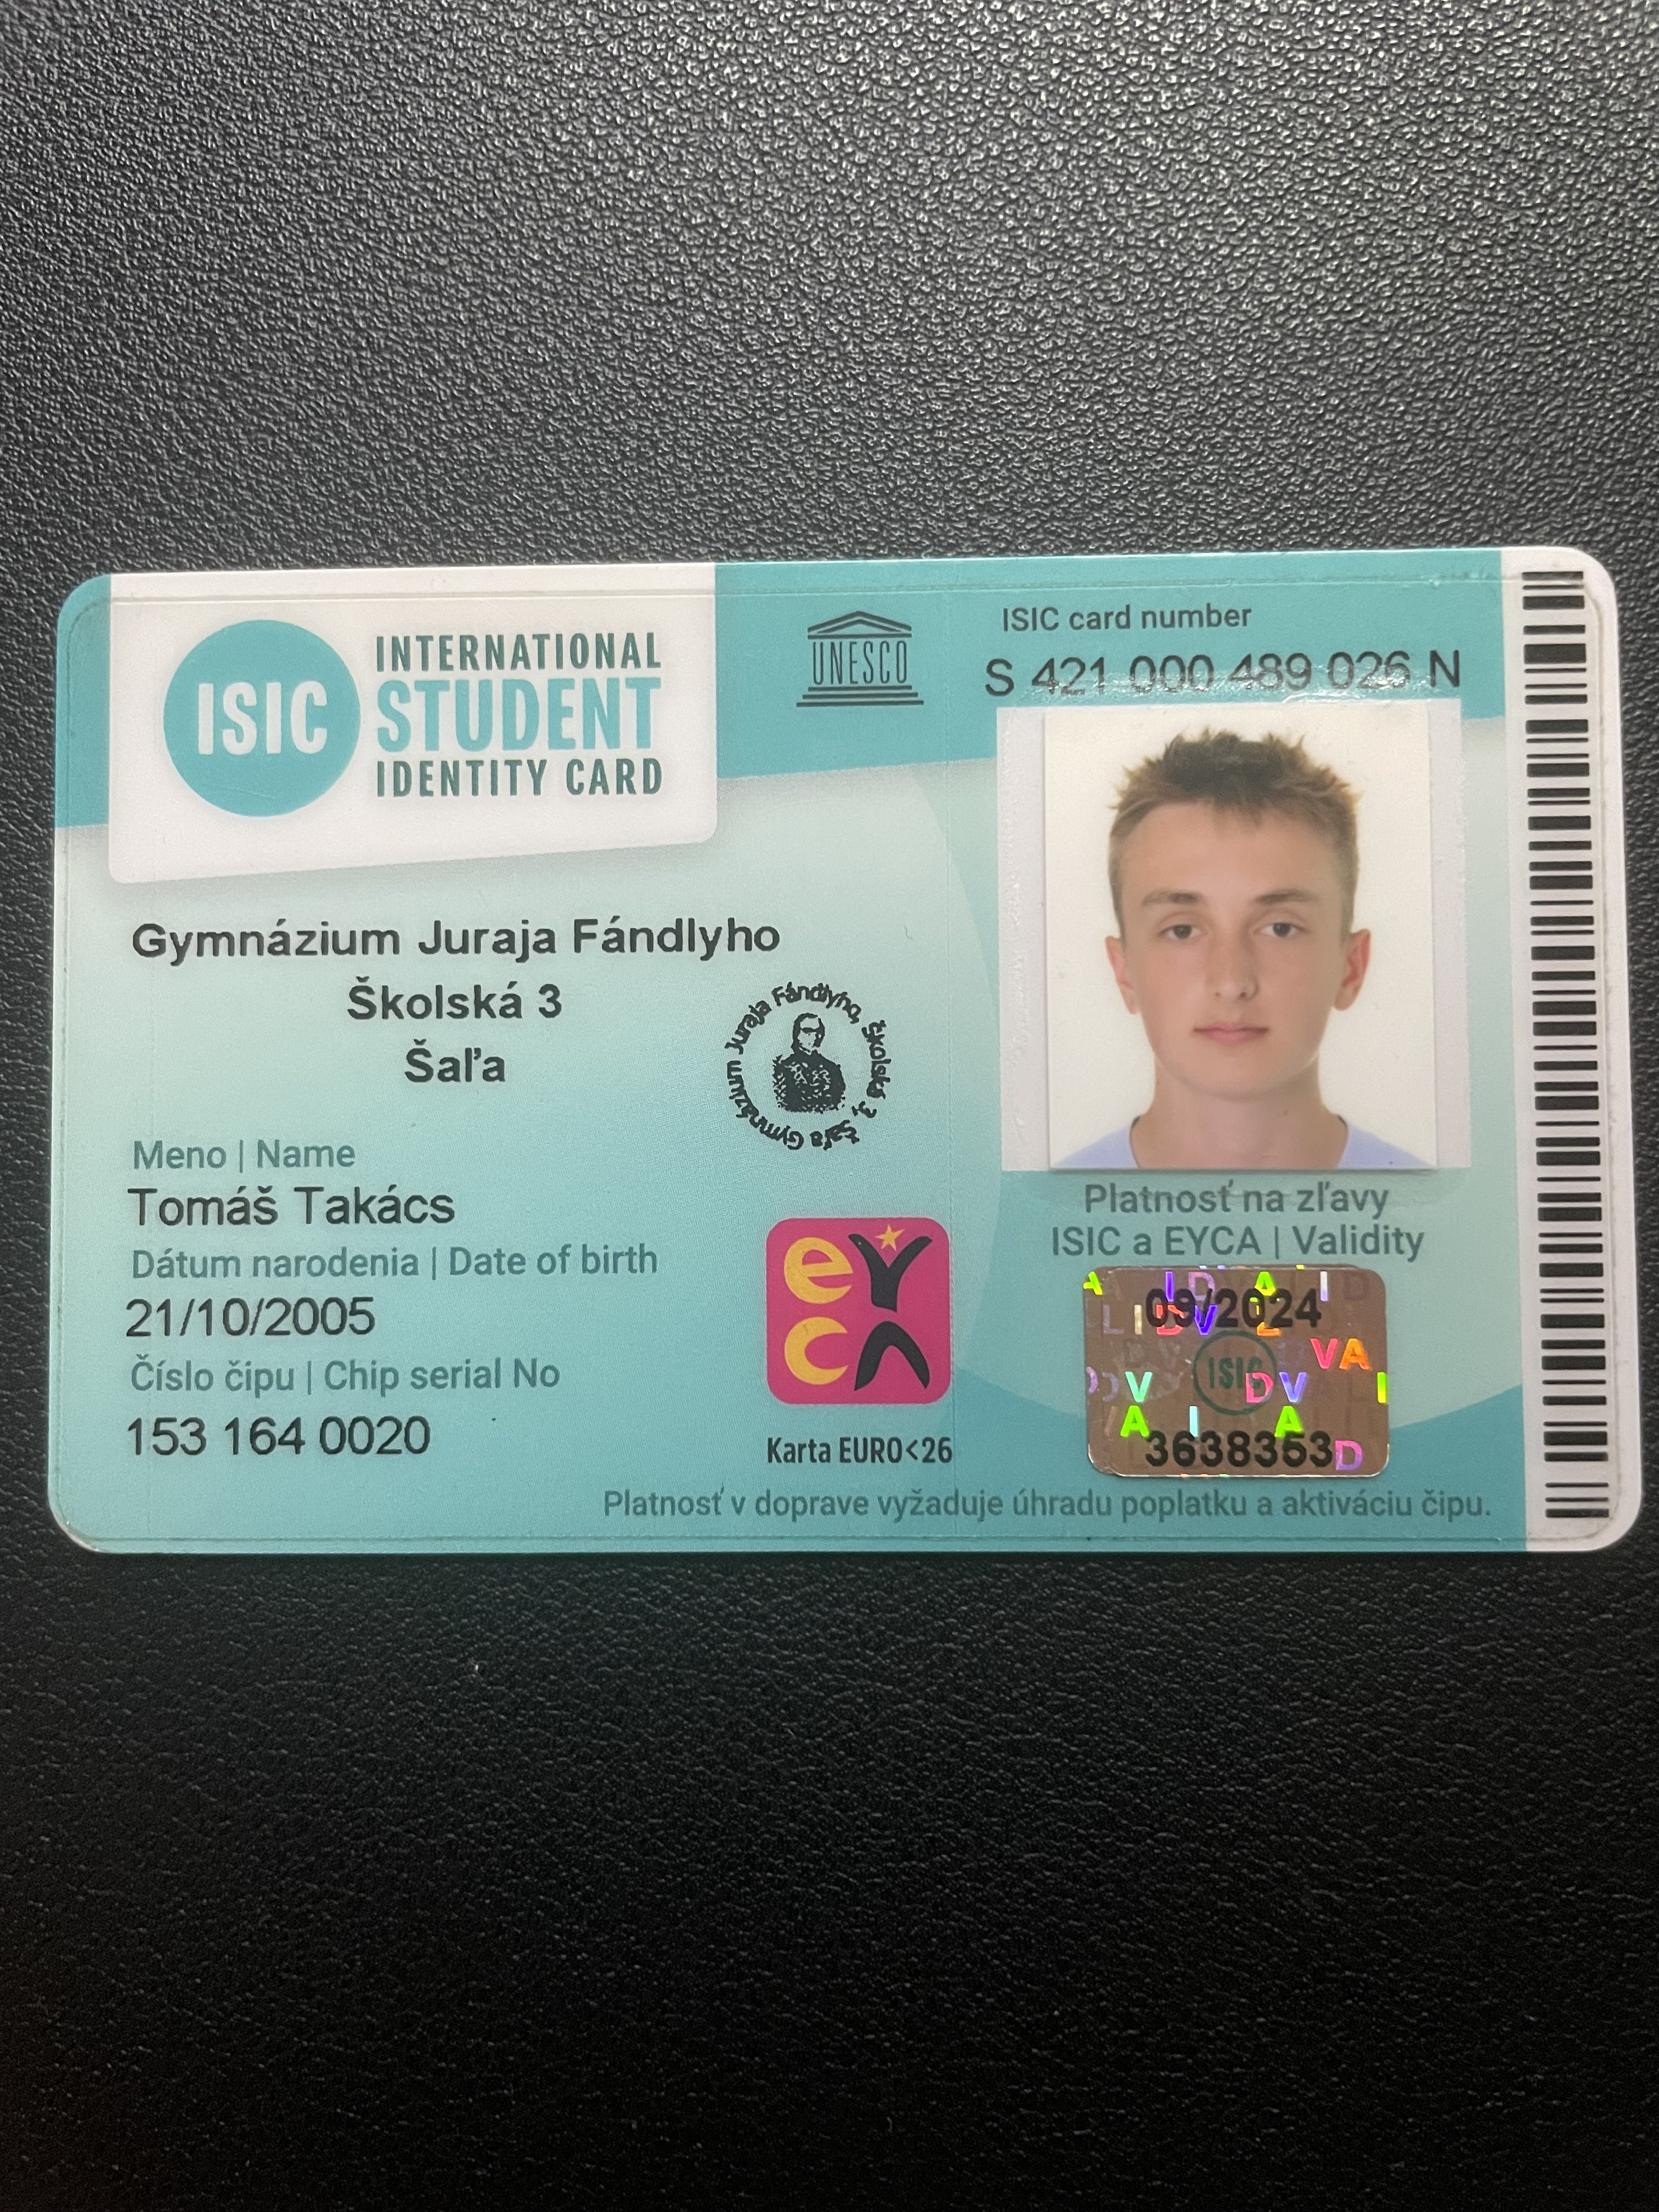 ISIC
INTERNATIONAL
STUDENT
IDENTITY CARD
UNESCO
ISIC card number
S 421 000 489 026 N
Gymnázium Juraja Fándlyho
Školská 3
Šaľa
Gymnázium Juraja Fándlyho, Školská 3, Šaľa
Meno | Name
Tomáš Takács
Dátum narodenia | Date of birth
21/10/2005
Číslo čipu | Chip serial No
153 164 0020
eyca
Karta EURO<26
Platnosť na zľavy
ISIC a EYCA | Validity
09/2024
ISIC
3638353
Platnosť v doprave vyžaduje úhradu poplatku a aktiváciu čipu.